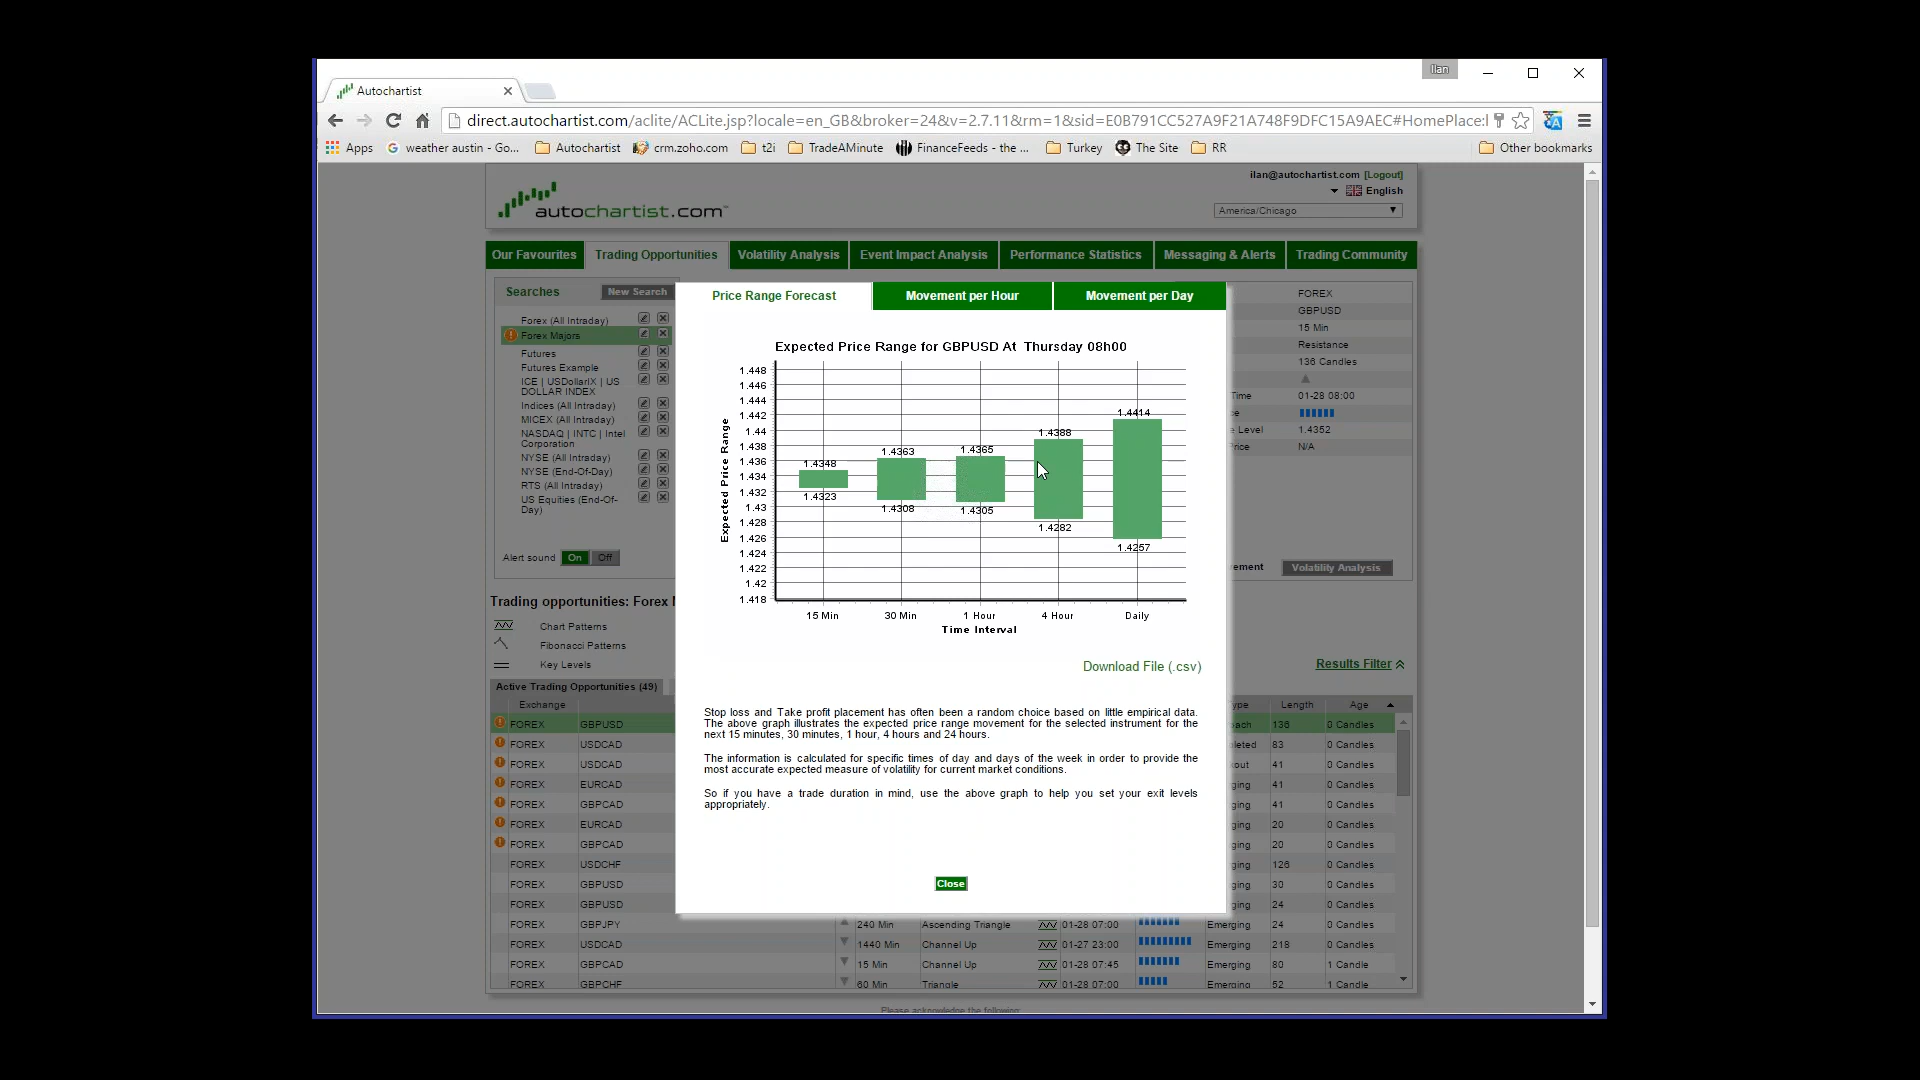 Ilan
Autochartist
direct.autochartist.com/aclite/ACLite.jsp?locale=en_GB&broker=24&v=2.7.11&rm=1&sid=E0B791CC527A9F21A748F9DFC15A9AEC#HomePlace:l
Apps weather austin - Go... Autochartist crm.zoho.com t2i TradeAMinute FinanceFeeds - the ... Turkey The Site RR Other bookmarks
autochartist.com™
ilan@autochartist.com [Logout]
English
America/Chicago
Our Favourites Trading Opportunities Volatility Analysis Event Impact Analysis Performance Statistics Messaging & Alerts Trading Community
Searches New Search
Forex (All Intraday)
Forex Majors
Futures
Futures Example
ICE | USDollarIX | US
DOLLAR INDEX
Indices (All Intraday)
MICEX (All Intraday)
NASDAQ | INTC | Intel
Corporation
NYSE (All Intraday)
NYSE (End-Of-Day)
RTS (All Intraday)
US Equities (End-Of-
Day)
Alert sound On Off
Price Range Forecast Movement per Hour Movement per Day
Expected Price Range for GBPUSD At Thursday 08h00
Expected Price Range
1.448
1.446
1.444
1.442
1.44
1.438
1.436
1.434
1.432
1.43
1.428
1.426
1.424
1.422
1.42
1.418
1.4348
1.4323
1.4363
1.4308
1.4365
1.4305
1.4388
1.4282
1.4414
1.4257
15 Min 30 Min 1 Hour 4 Hour Daily
Time Interval
Download File (.csv)
Stop loss and Take profit placement has often been a random choice based on little empirical data.
The above graph illustrates the expected price range movement for the selected instrument for the
next 15 minutes, 30 minutes, 1 hour, 4 hours and 24 hours.
The information is calculated for specific times of day and days of the week in order to provide the
most accurate expected measure of volatility for current market conditions.
So if you have a trade duration in mind, use the above graph to help you set your exit levels
appropriately.
Close
FOREX
GBPUSD
15 Min
Resistance
136 Candles
Time 01-28 08:00
e Level 1.4352
Price N/A
ement Volatility Analysis
Trading opportunities: Forex
Chart Patterns
Fibonacci Patterns
Key Levels
Results Filter
Active Trading Opportunities (49)
Exchange ype Length Age
FOREX GBPUSD ach 136 0 Candles
FOREX USDCAD leted 83 0 Candles
FOREX USDCAD out 41 0 Candles
FOREX EURCAD ging 41 0 Candles
FOREX GBPCAD ging 41 0 Candles
FOREX EURCAD ging 20 0 Candles
FOREX GBPCAD ging 20 0 Candles
FOREX USDCHF ging 126 0 Candles
FOREX GBPUSD ging 30 0 Candles
FOREX GBPUSD ging 24 0 Candles
FOREX GBPJPY 240 Min Ascending Triangle 01-28 07:00 Emerging 24 0 Candles
FOREX USDCAD 1440 Min Channel Up 01-27 23:00 Emerging 218 0 Candles
FOREX GBPCAD 15 Min Channel Up 01-28 07:45 Emerging 80 1 Candle
FOREX GBPCHF 60 Min Triangle 01-28 07:00 Emerging 52 1 Candle
Please acknowledge the following